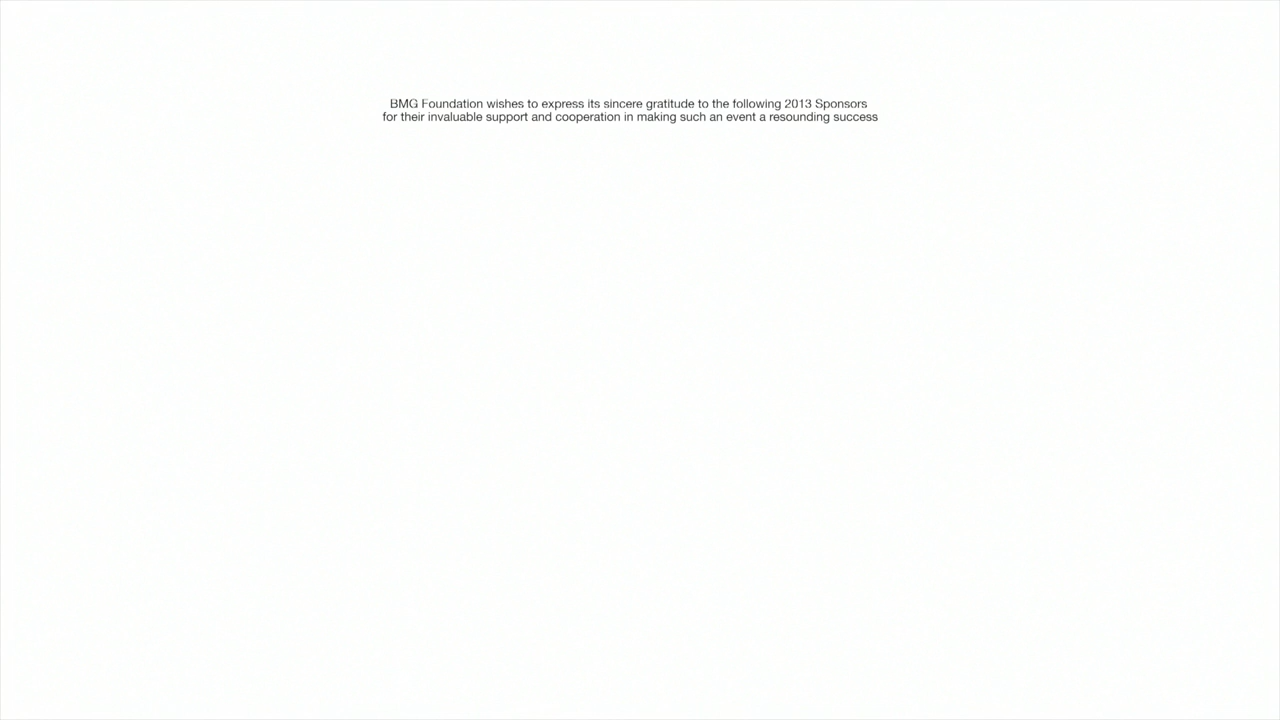 BMG Foundation wishes to express its sincere gratitude to the following 2013 Sponsors
for their invaluable support and cooperation in making such an event a resounding success